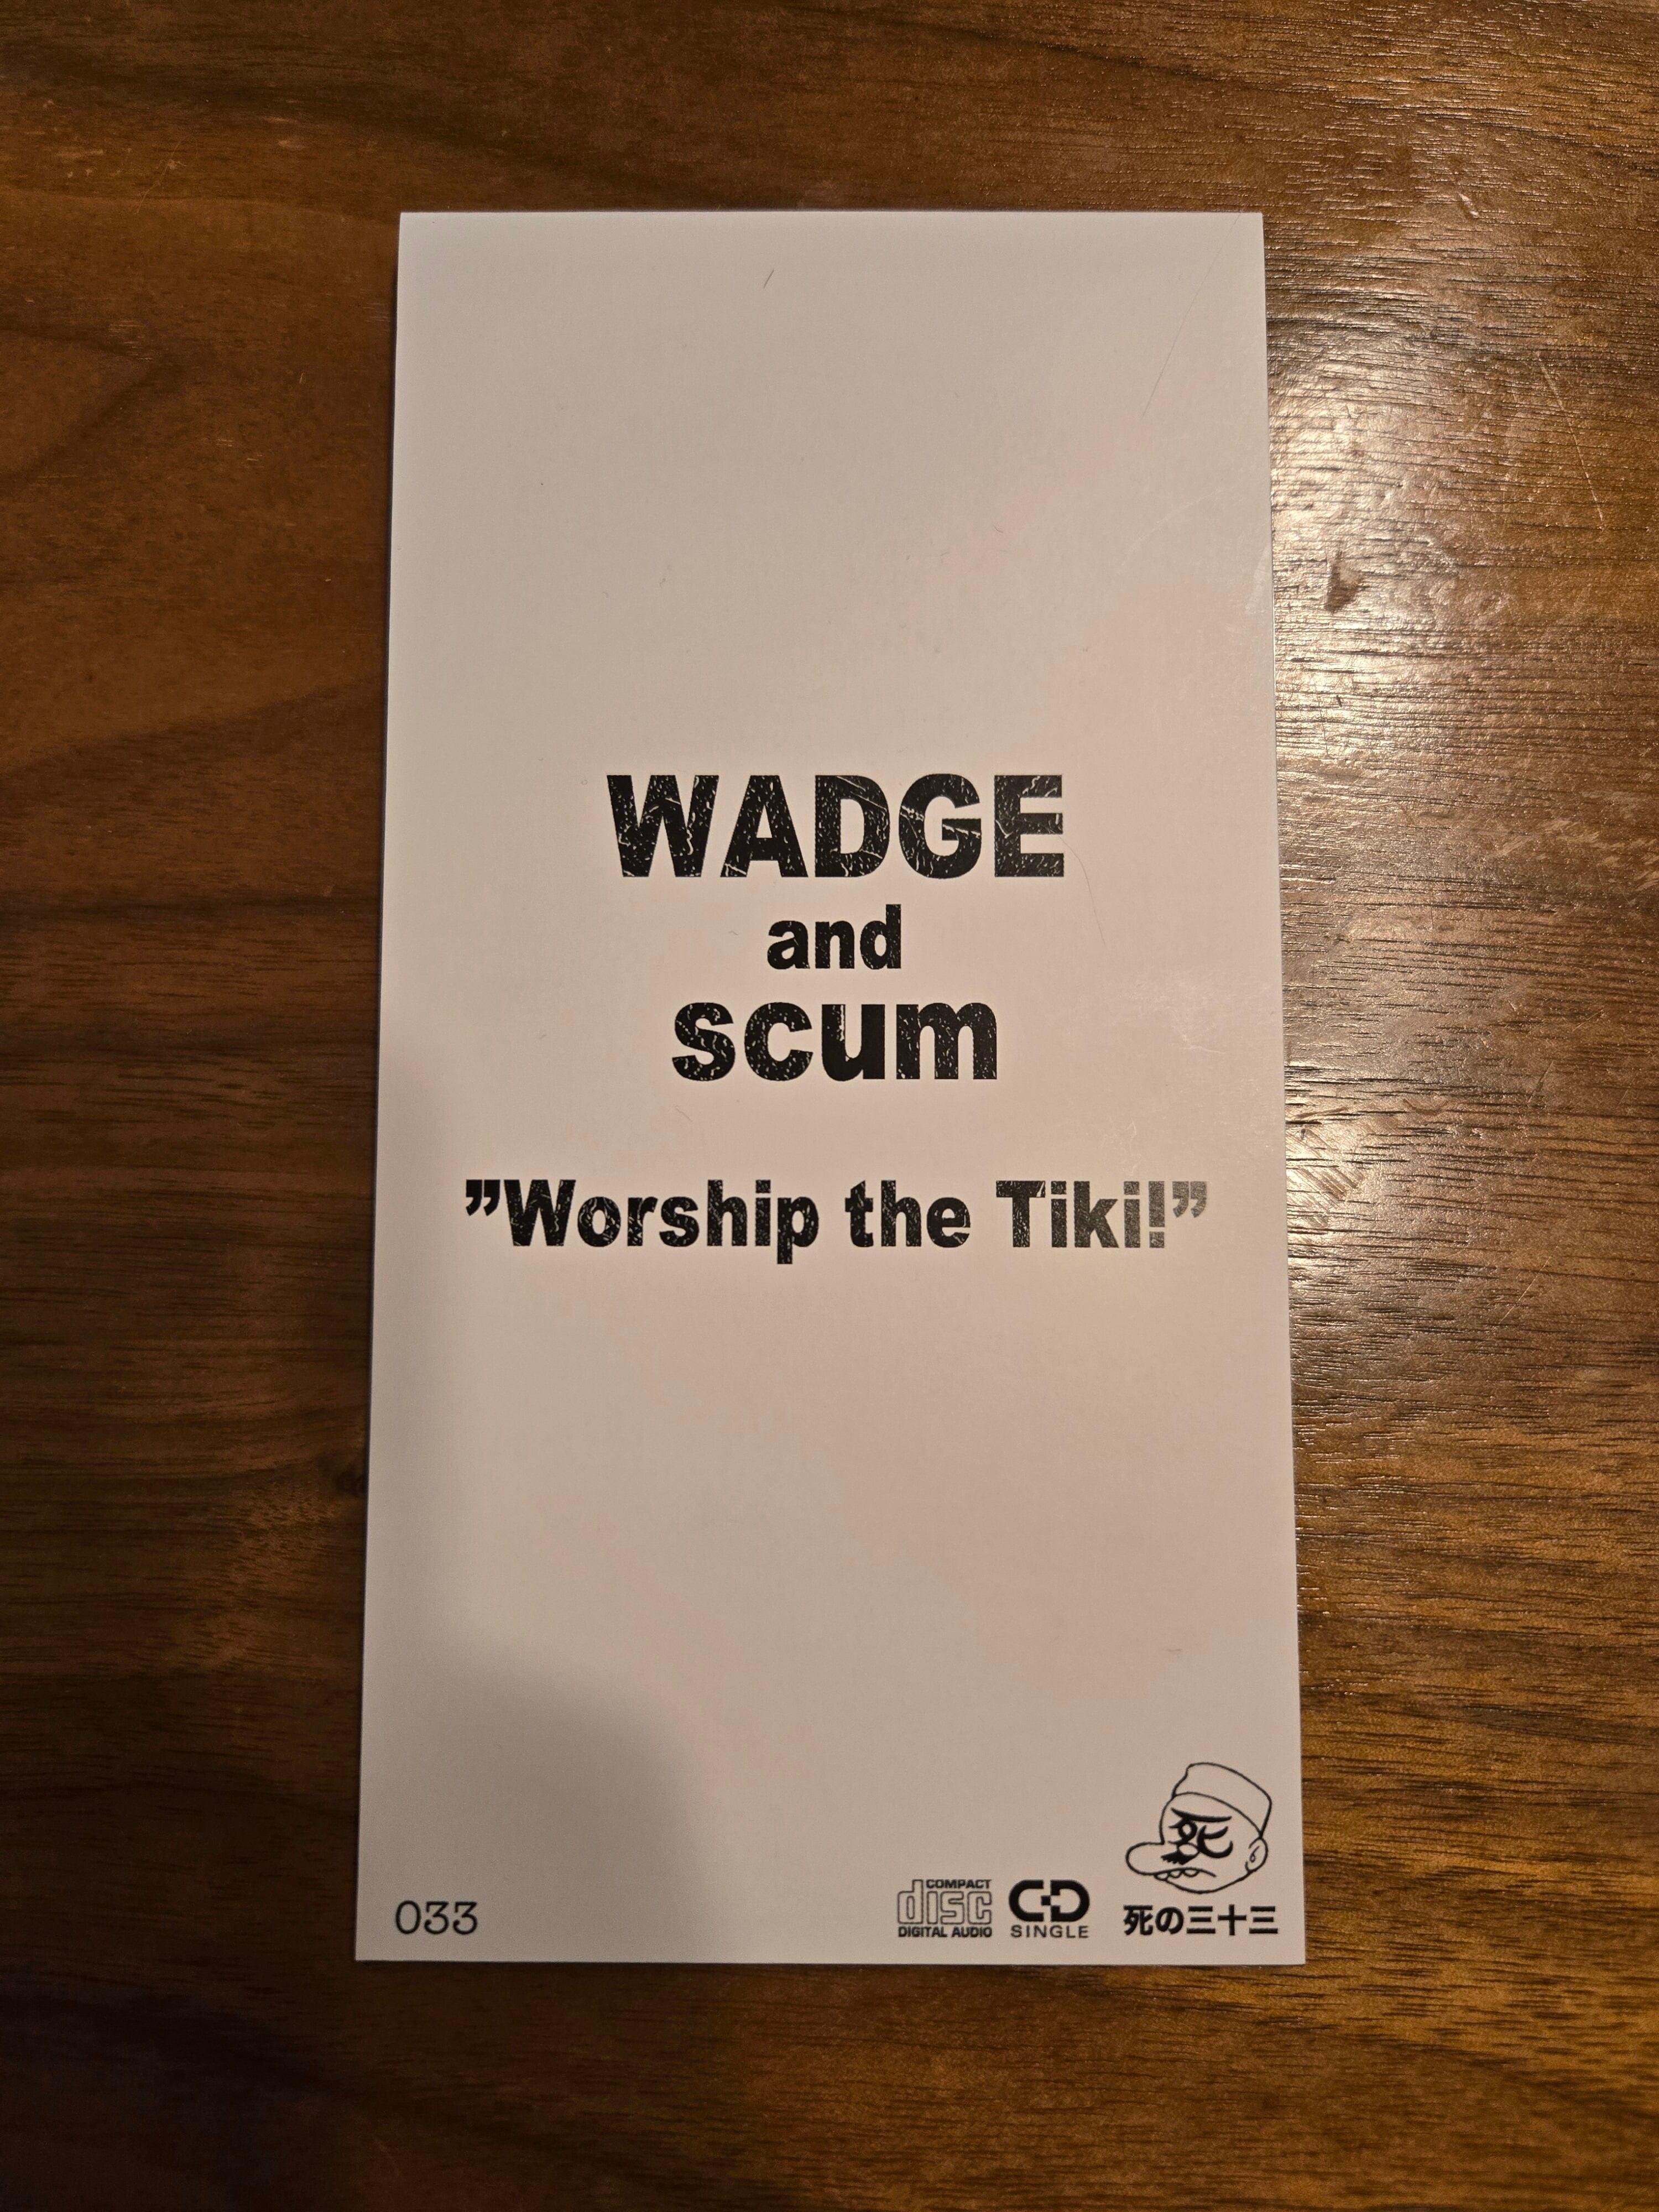 WADGE
and
scum
”Worship the Tiki!”
死
033
COMPACT
disc
DIGITAL AUDIO
CD
SINGLE
死の三十三